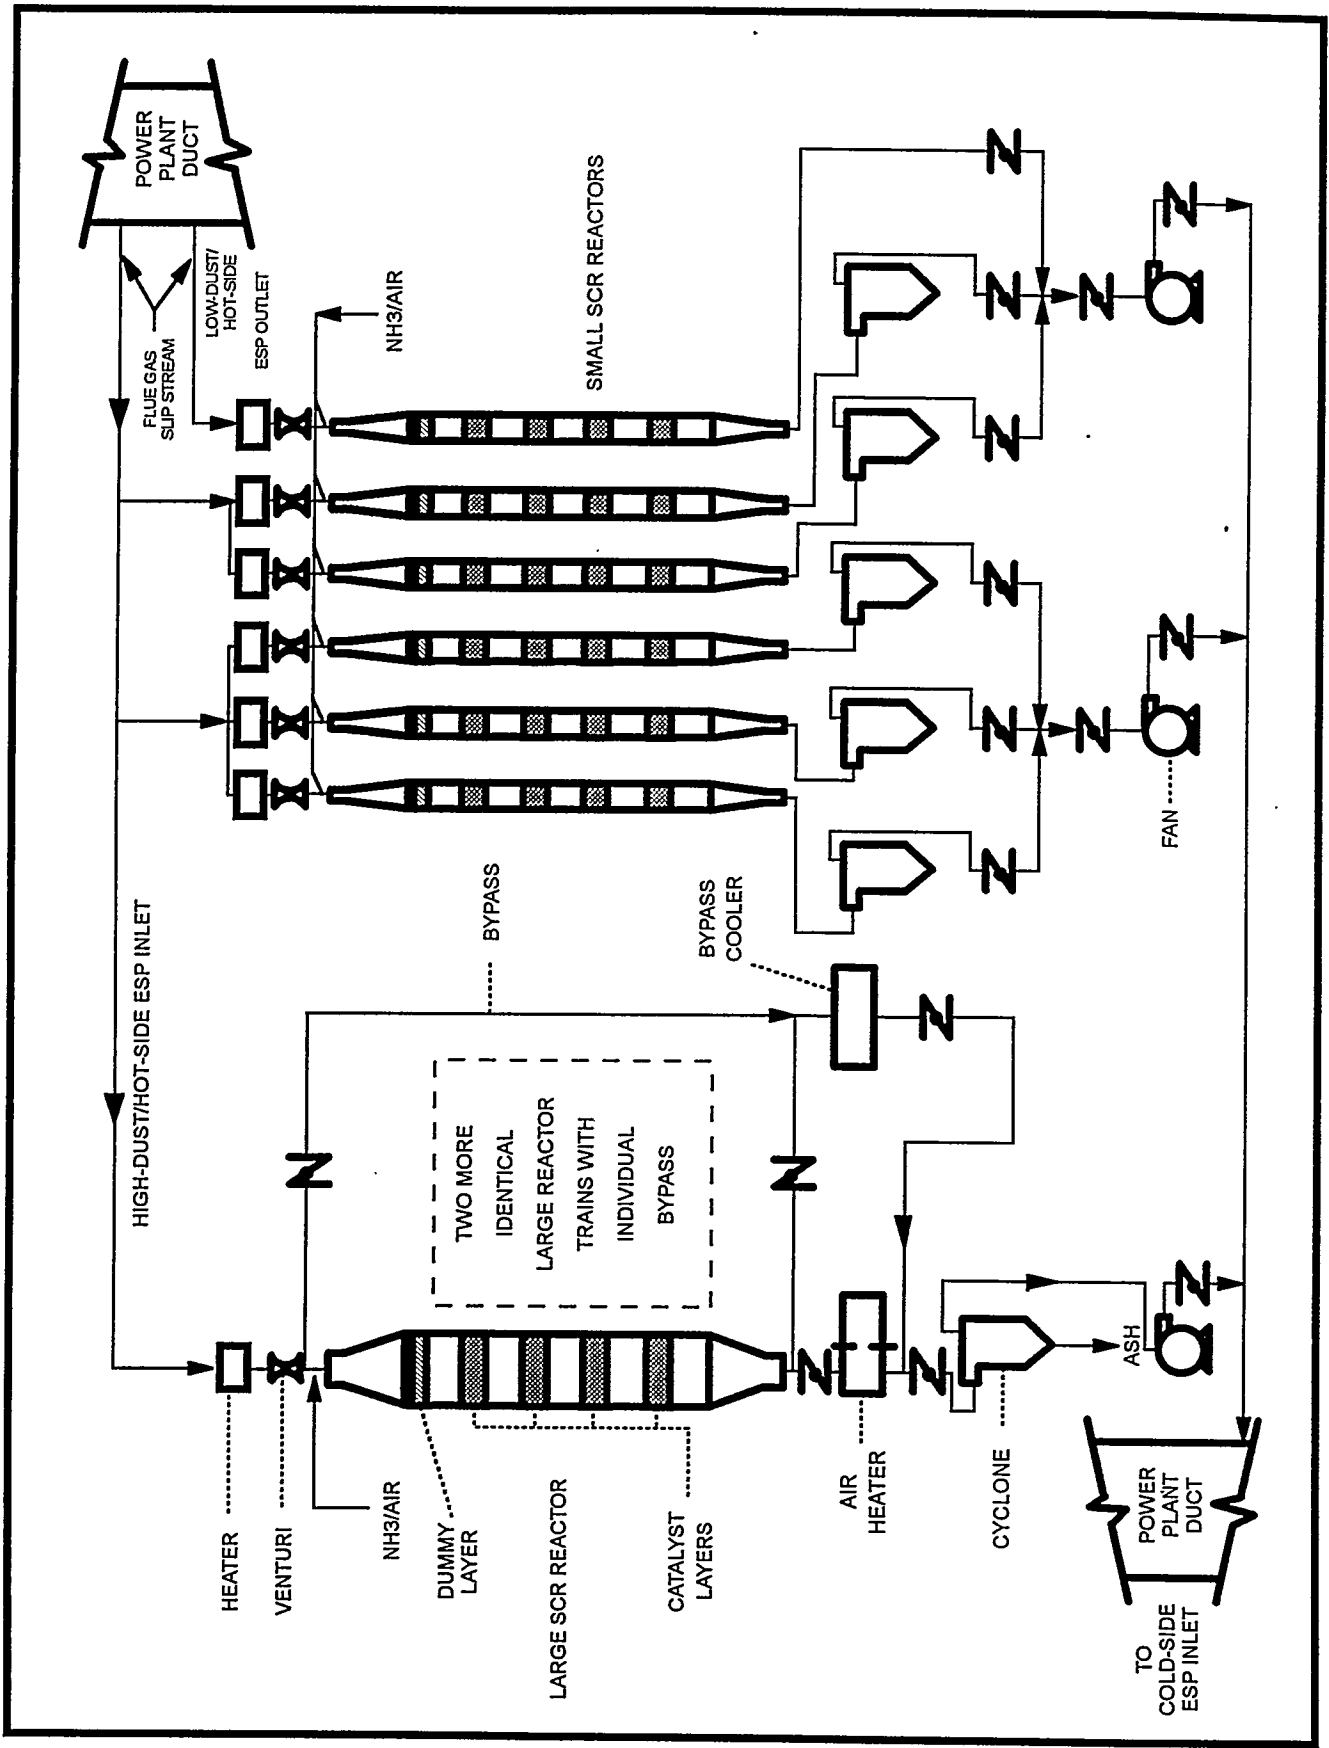 POWER
PLANT
DUCT
FLUE GAS
SLIP STREAM
LOW-DUST/
HOT-SIDE
ESP OUTLET
HIGH-DUST/HOT-SIDE ESP INLET
NH3/AIR
SMALL SCR REACTORS
HEATER
VENTURI
NH3/AIR
DUMMY
LAYER
LARGE SCR REACTOR
CATALYST
LAYERS
BYPASS
TWO MORE
IDENTICAL
LARGE REACTOR
TRAINS WITH
INDIVIDUAL
BYPASS
BYPASS
COOLER
AIR
HEATER
CYCLONE
ASH
FAN
POWER
PLANT
DUCT
TO
COLD-SIDE
ESP INLET